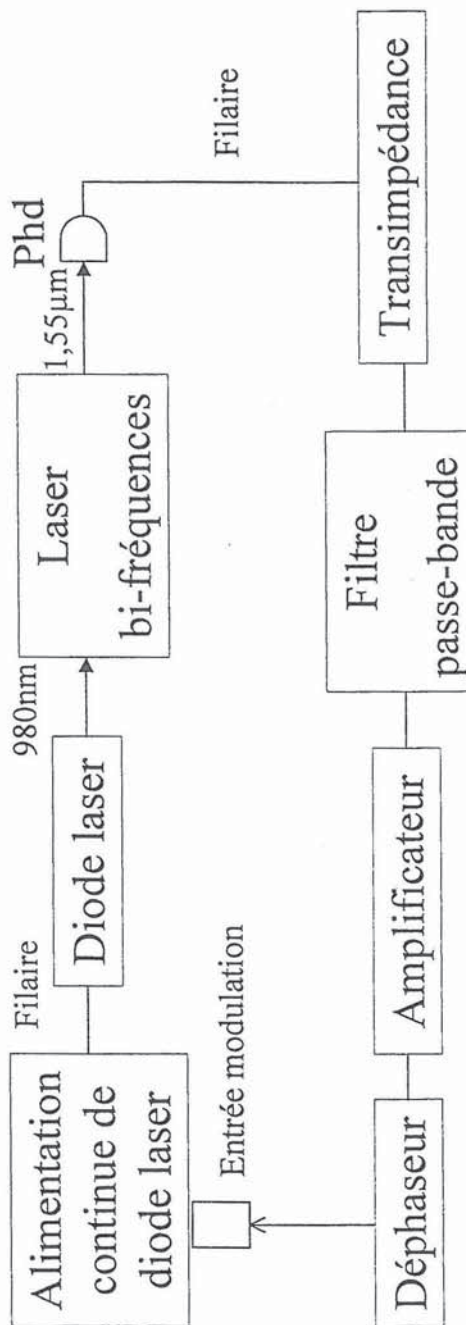 Alimentation
continue de
diode laser
Filaire
Diode laser
980nm
Laser
bi-fréquences
1,55µm
Phd
Filaire
Entrée modulation
Déphaseur
Amplificateur
Filtre
passe-bande
Transimpédance